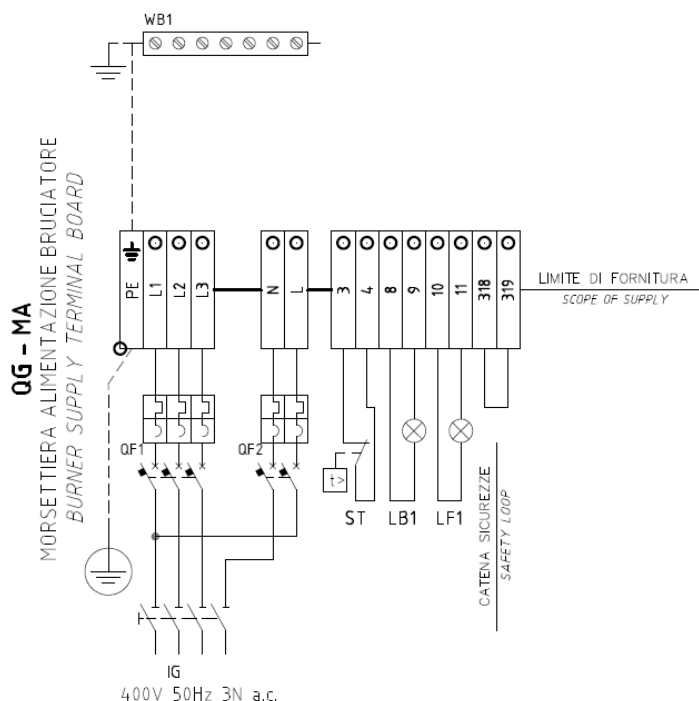 WB1
QG - MA
MORSETTIERA ALIMENTAZIONE BRUCIATORE
BURNER SUPPLY TERMINAL BOARD
PE
L1
L2
L3
N
L
3
4
8
9
10
11
318
319
LIMITE DI FORNITURA
SCOPE OF SUPPLY
QF1
QF2
t>
ST
LB1
LF1
CATENA SICUREZZE
SAFETY LOOP
IG
400V 50Hz 3N a.c.